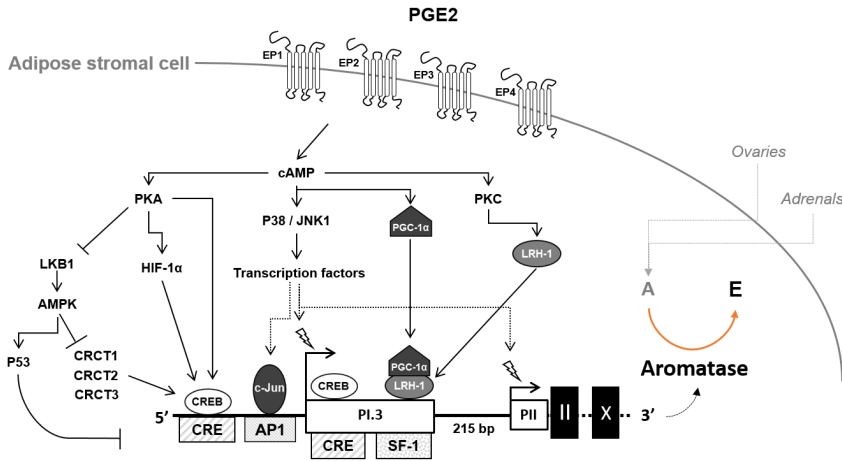 PGE2
EP1
EP2
EP3
EP4
Adipose stromal cell
Ovaries
Adrenals
cAMP
PKA
PKC
P38 / JNK1
PGC-1α
LRH-1
LKB1
HIF-1α
Transcription factors
AMPK
A
E
P53
CRCT1
CRCT2
CRCT3
PGC-1α
Aromatase
c-Jun
CREB
CREB
LRH-1
5’
PI.3
PII
II
X
3’
CRE
AP1
215 bp
CRE
SF-1